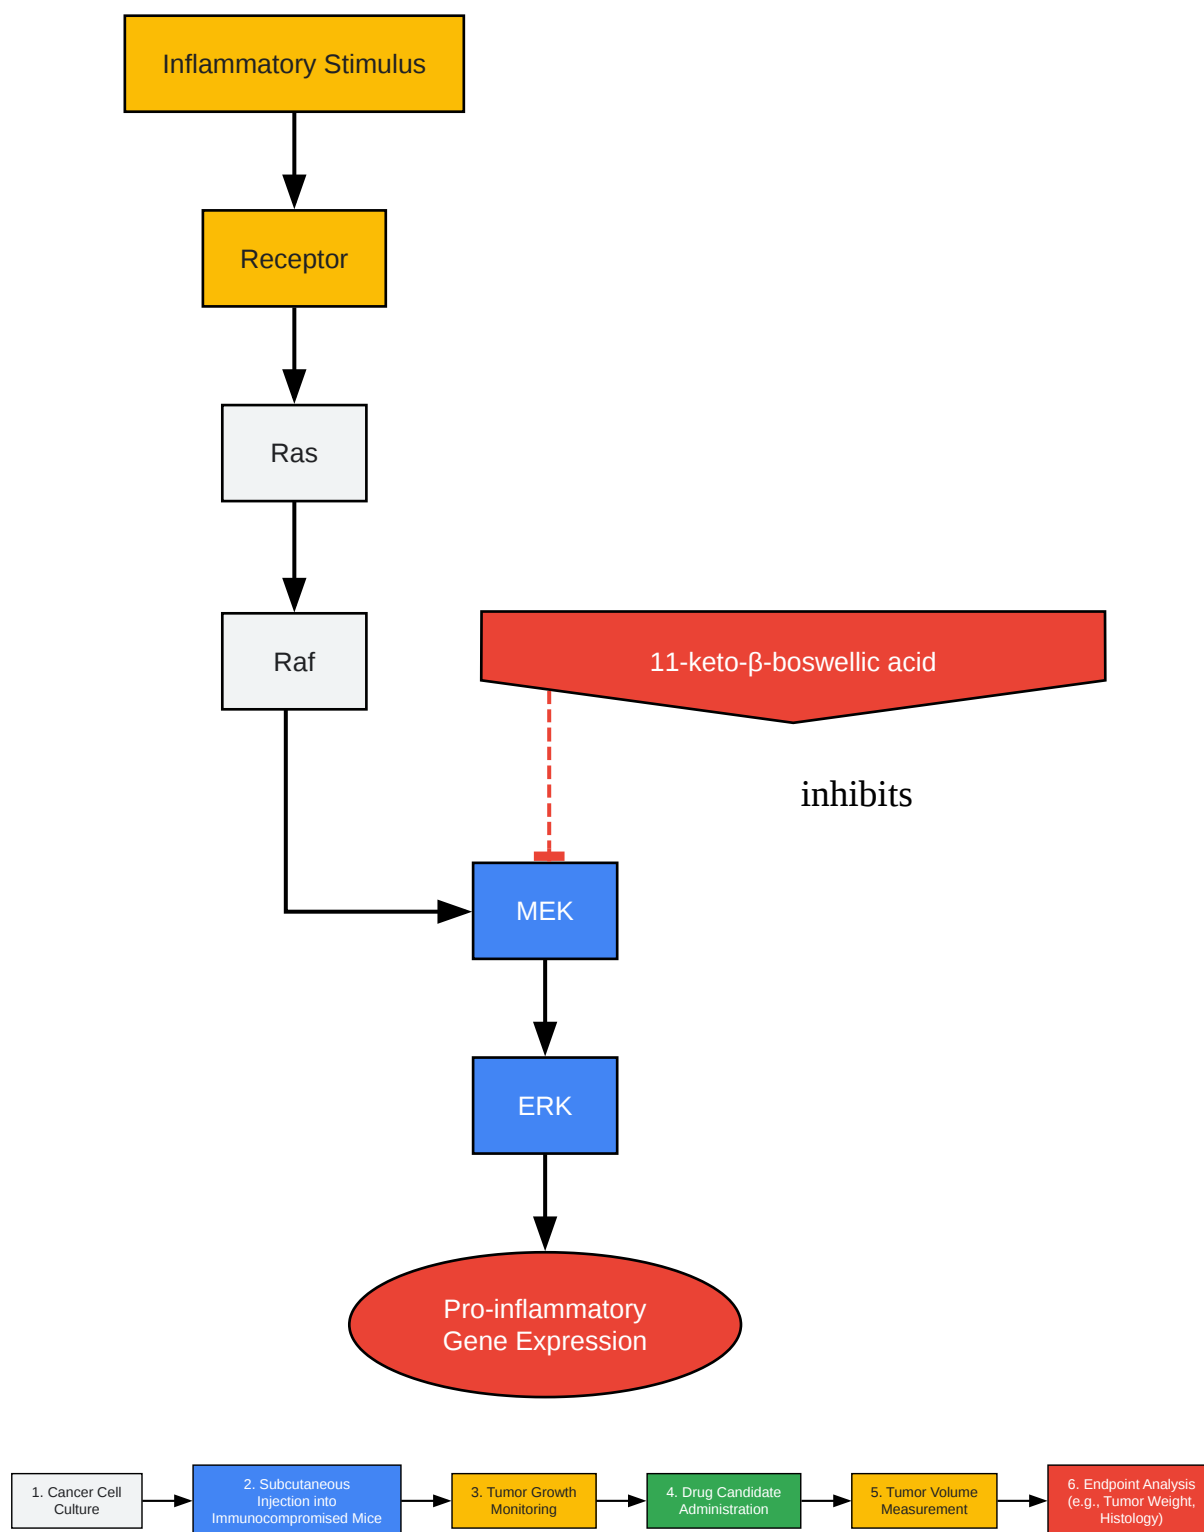 Inflammatory Stimulus
Receptor
Ras
Raf
11-keto-β-boswellic acid
inhibits
MEK
ERK
Pro-inflammatory
Gene Expression
1. Cancer Cell
Culture
2. Subcutaneous
Injection into
Immunocompromised Mice
3. Tumor Growth
Monitoring
4. Drug Candidate
Administration
5. Tumor Volume
Measurement
6. Endpoint Analysis
(e.g., Tumor Weight,
Histology)